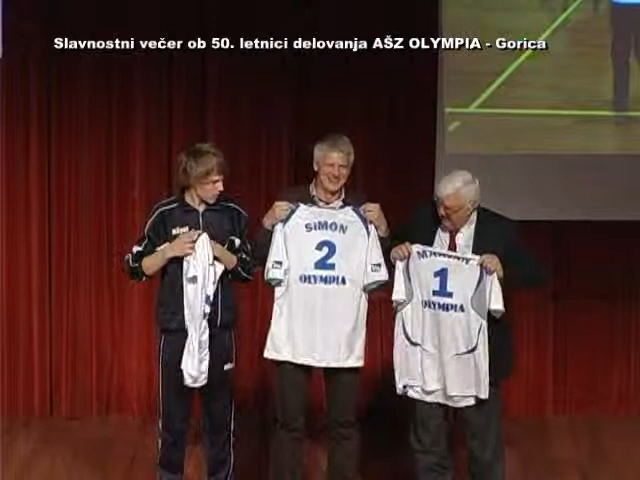 Slavnostni večer ob 50. letnici delovanja AŠZ OLYMPIA - Gorica
SIMON
2
OLYMPIA
1
OLYMPIA